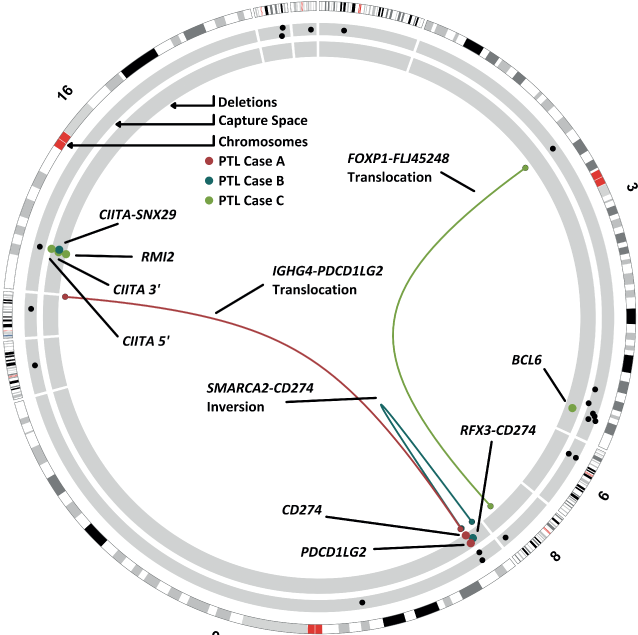 16
Deletions
Capture Space
Chromosomes
PTL Case A
PTL Case B
PTL Case C
FOXP1-FLJ45248
Translocation
3
CIITA-SNX29
RMI2
CIITA 3'
CIITA 5'
IGHG4-PDCD1LG2
Translocation
BCL6
SMARCA2-CD274
Inversion
RFX3-CD274
CD274
PDCD1LG2
6
8